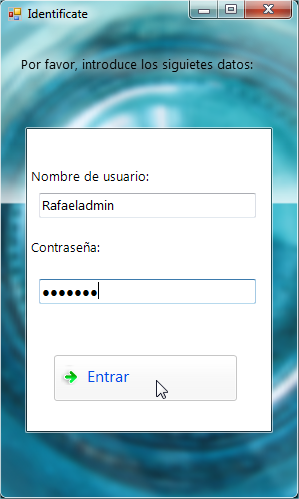 Identificate
Por favor, introduce los siguietes datos:
Nombre de usuario:
Rafaeladmin
Contraseña:
●●●●●●●
Entrar